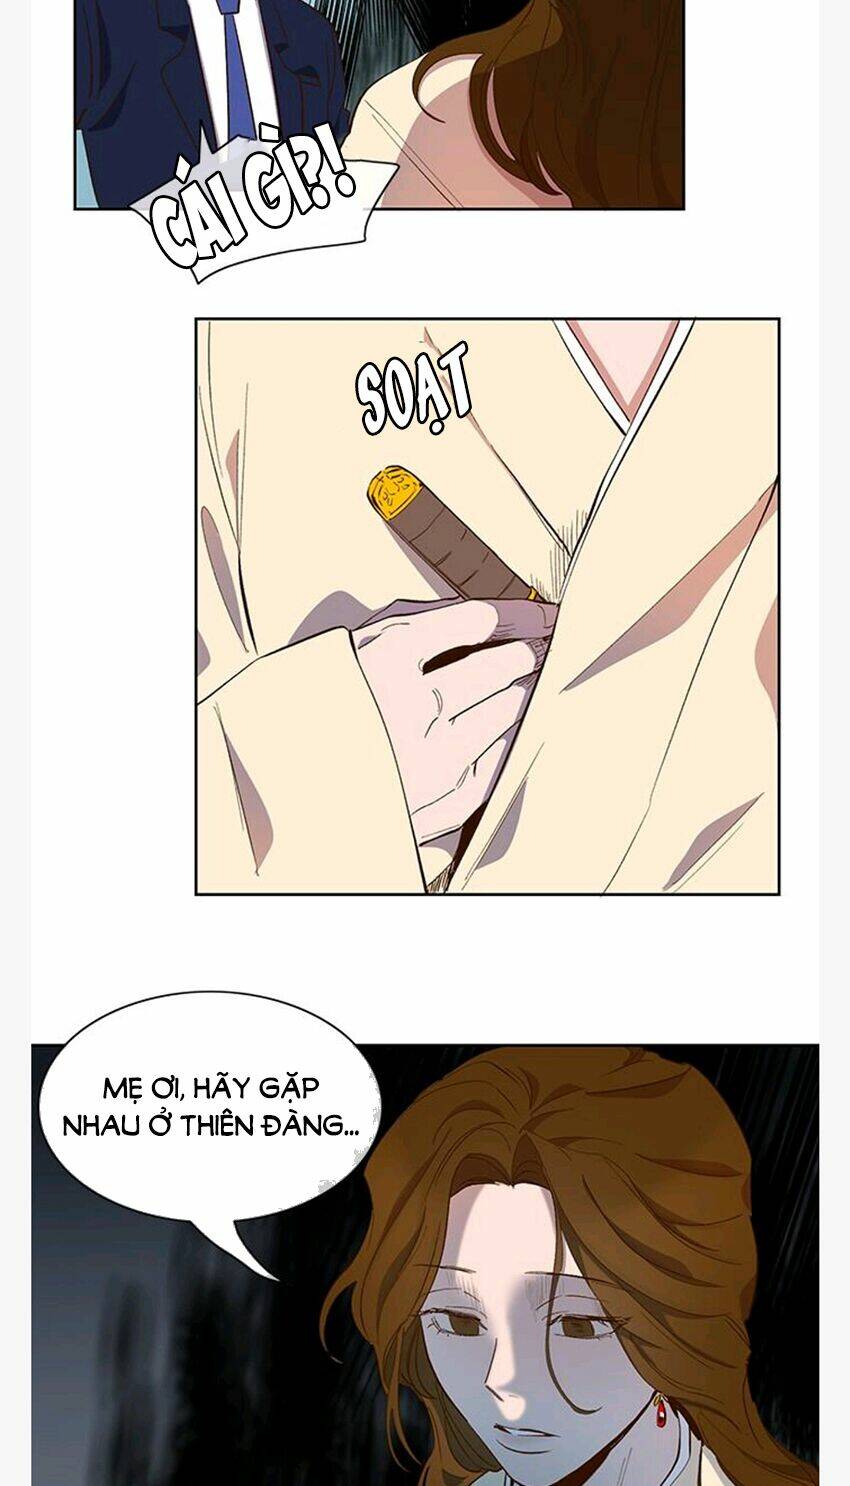 CÁI GÌ?!
SOẠT
MẸ ƠI, HÃY GẶP
NHAU Ở THIÊN ĐÀNG...